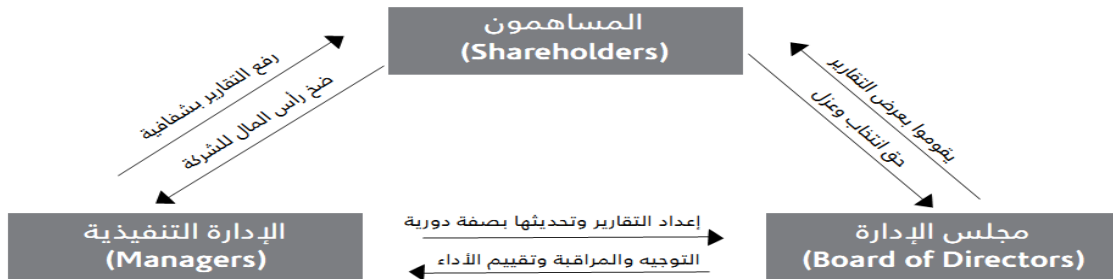 المساهمون
(Shareholders)
رفع التقارير بشفافية
ضخ رأس المال للشركة
يقوموا بعرض التقارير
حق انتخاب وعزل
الإدارة التنفيذية
(Managers)
إعداد التقارير وتحديثها بصفة دورية
التوجيه والمراقبة وتقييم الأداء
مجلس الإدارة
(Board of Directors)